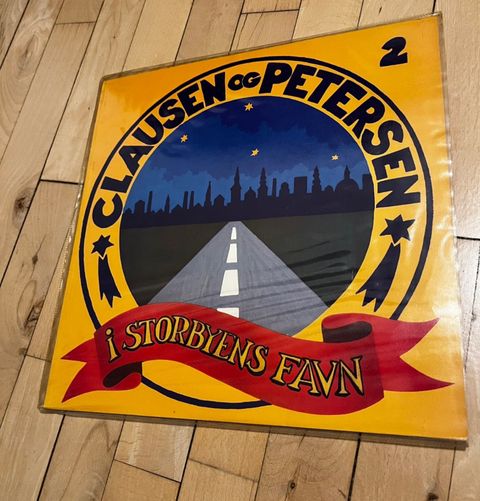 2
CLAUSEN OG PETERSEN
i STORBYENS FAVN